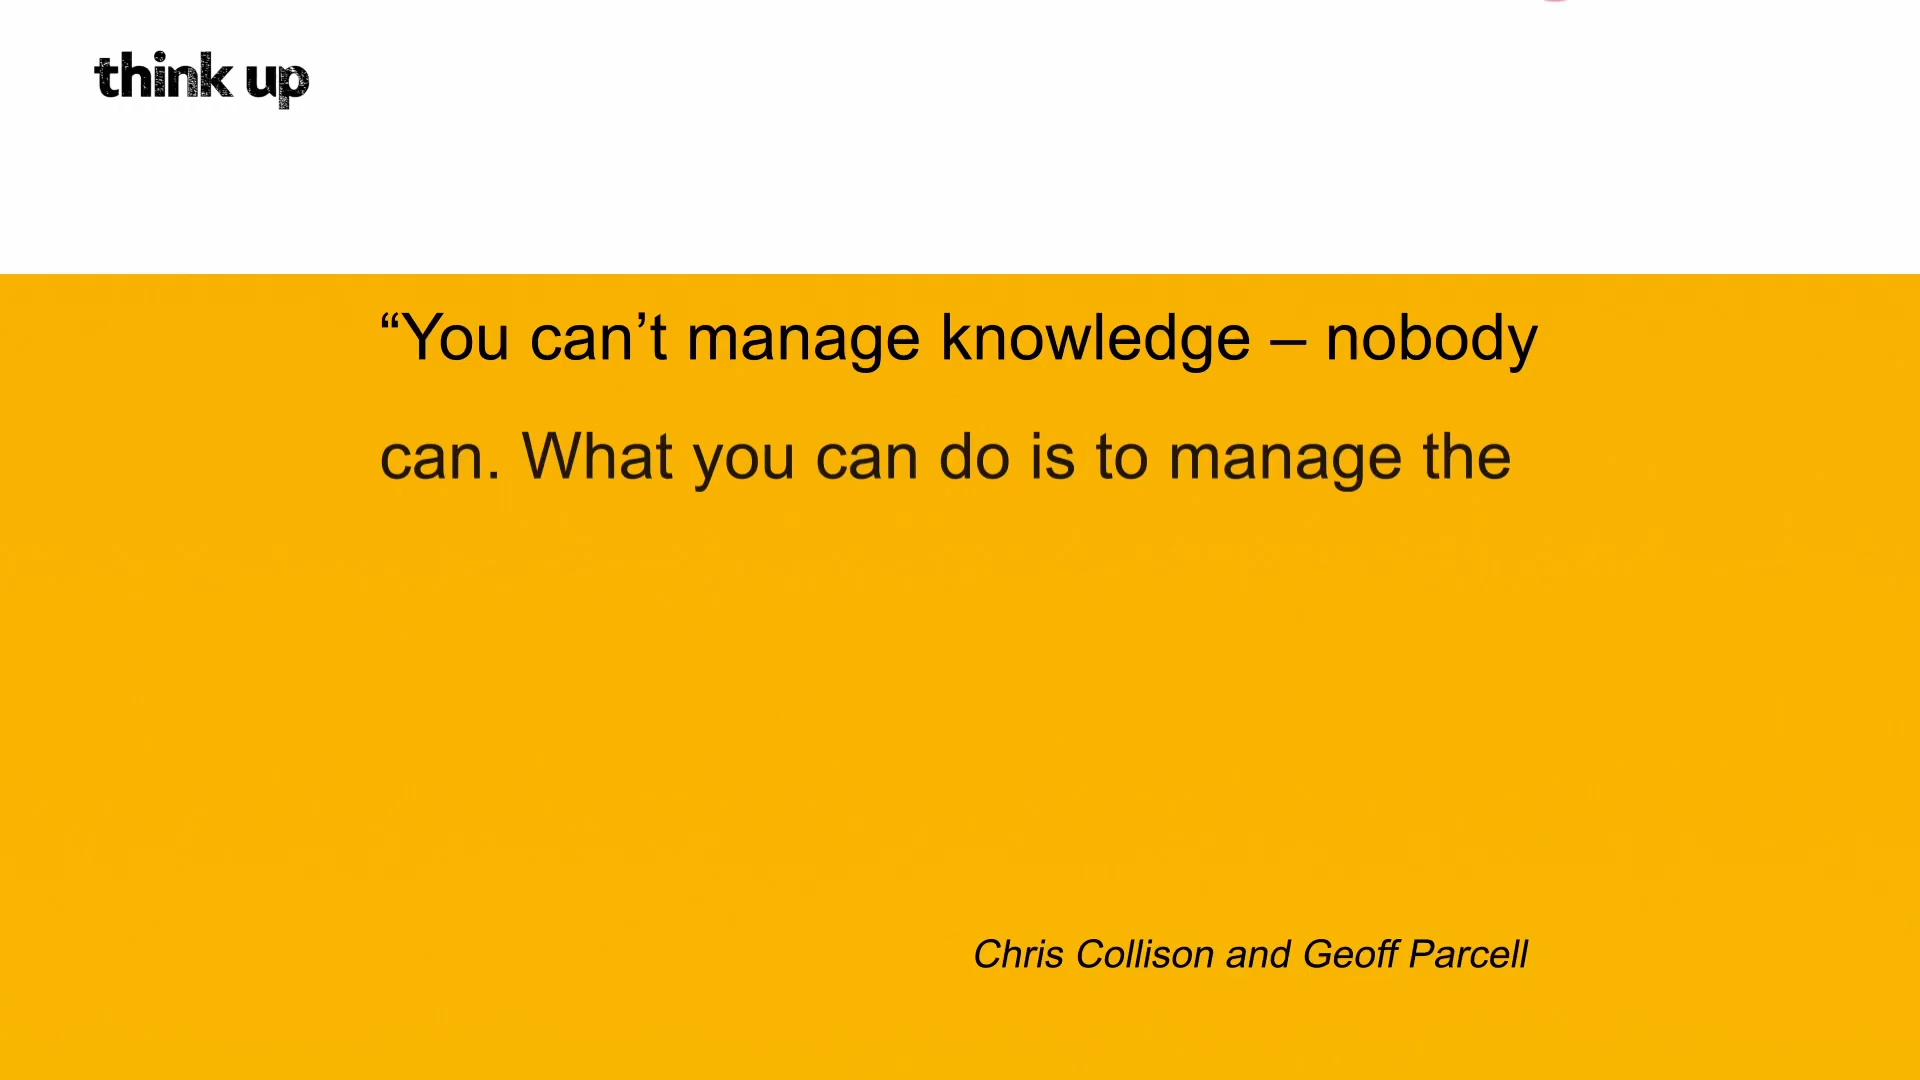 think up
“You can’t manage knowledge – nobody
can. What you can do is to manage the
Chris Collison and Geoff Parcell